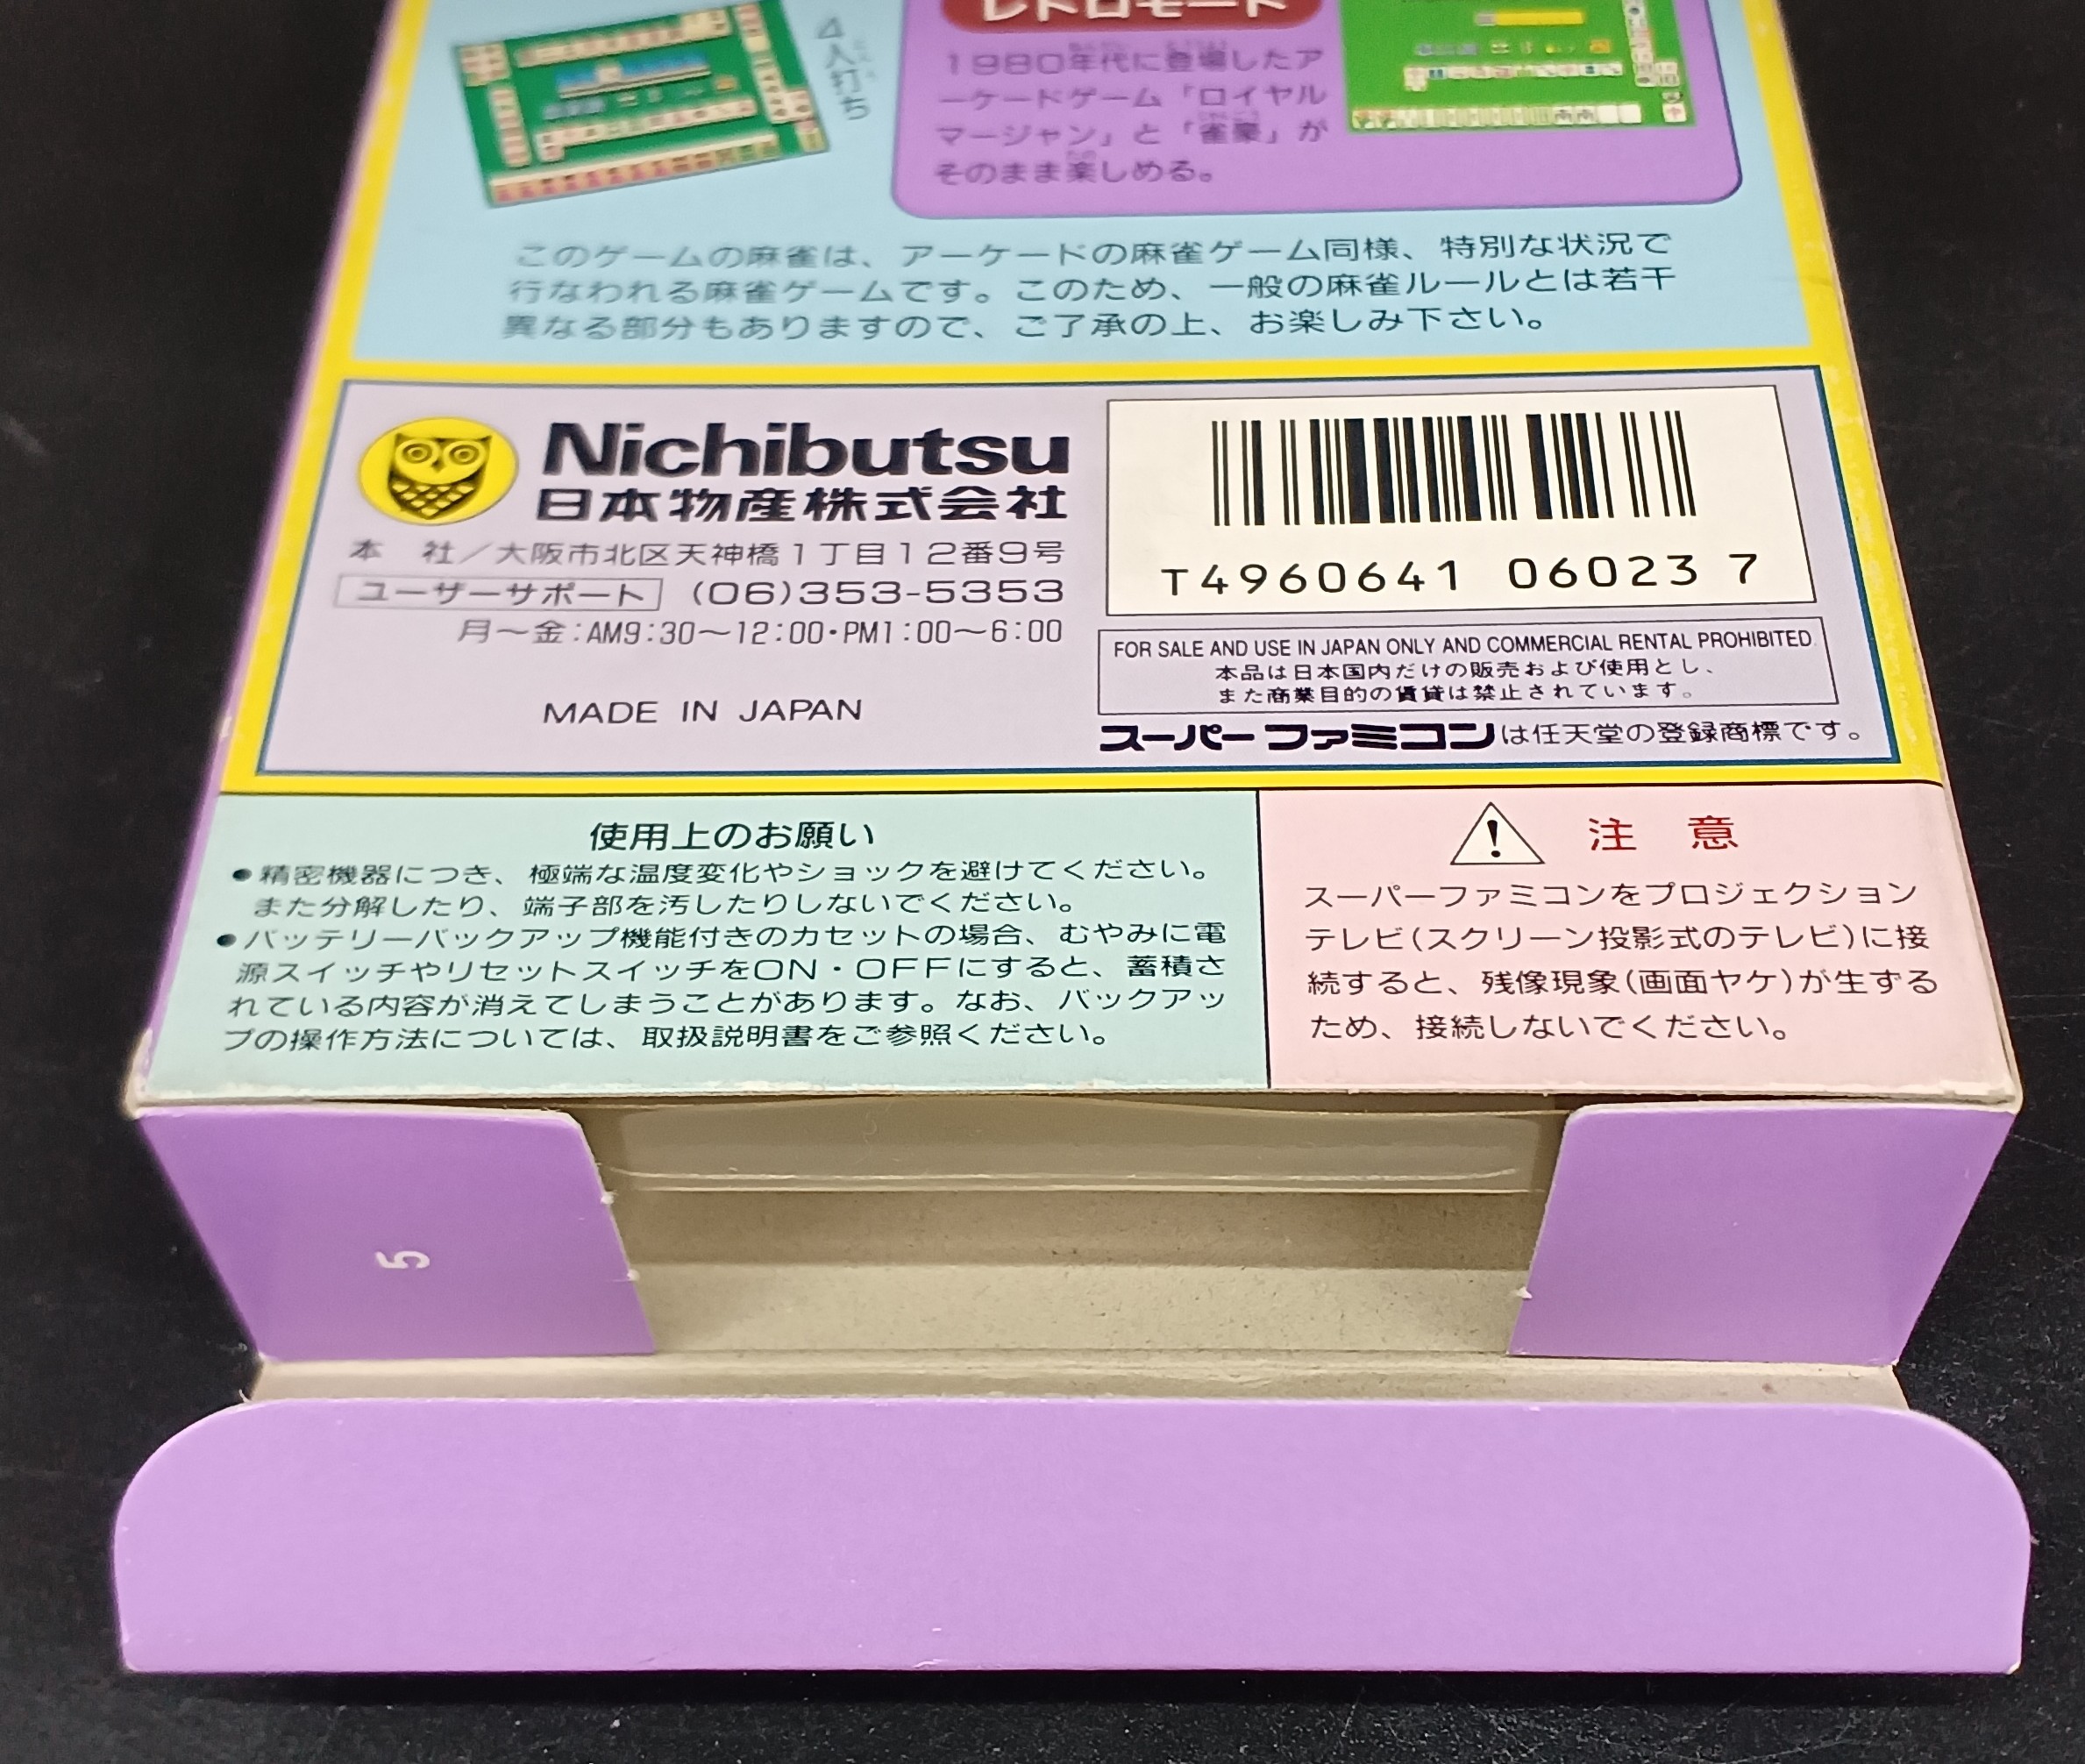 4人打ち
レトロモード
1980年代に登場したア
ーケードゲーム「ロイヤル
マージャン」と「雀豪」が
そのまま楽しめる。
このゲームの麻雀は、アーケードの麻雀ゲーム同様、特別な状況で
行なわれる麻雀ゲームです。このため、一般の麻雀ルールとは若干
異なる部分もありますので、ご了承の上、お楽しみ下さい。
Nichibutsu
日本物産株式会社
本　社／大阪市北区天神橋1丁目12番9号
ユーザーサポート (06)353-5353
月〜金:AM9:30〜12:00・PM1:00〜6:00
MADE IN JAPAN
T4960641 06023 7
FOR SALE AND USE IN JAPAN ONLY AND COMMERCIAL RENTAL PROHIBITED.
本品は日本国内だけの販売および使用とし、
また商業目的の賃貸は禁止されています。
スーパーファミコンは任天堂の登録商標です。
使用上のお願い
●精密機器につき、極端な温度変化やショックを避けてください。
また分解したり、端子部を汚したりしないでください。
●バッテリーバックアップ機能付きのカセットの場合、むやみに電
源スイッチやリセットスイッチをON・OFFにすると、蓄積さ
れている内容が消えてしまうことがあります。なお、バックアッ
プの操作方法については、取扱説明書をご参照ください。
! 注　意
スーパーファミコンをプロジェクション
テレビ(スクリーン投影式のテレビ)に接
続すると、残像現象(画面ヤケ)が生ずる
ため、接続しないでください。
5